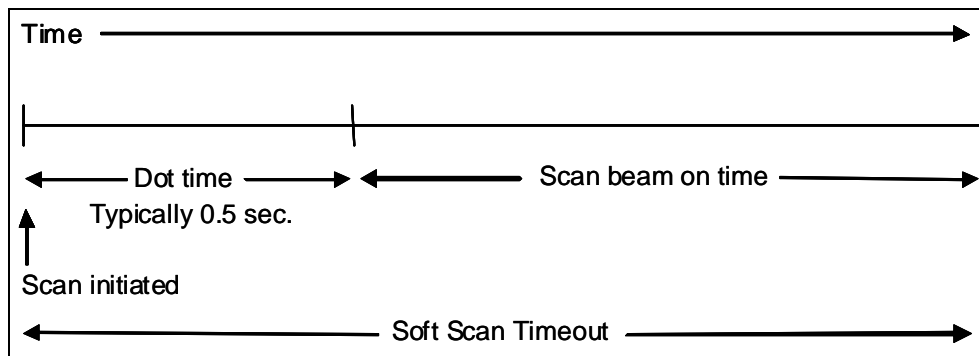 Time
Dot time
Scan beam on time
Typically 0.5 sec.
Scan initiated
Soft Scan Timeout